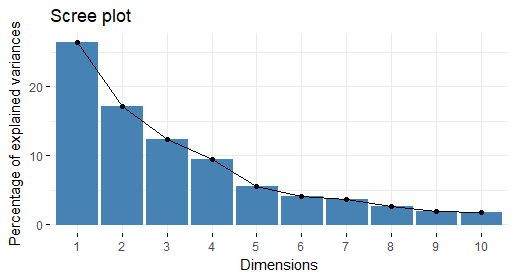 Scree plot
Percentage of explained variances
20
10
0
1 2 3 4 5 6 7 8 9 10
Dimensions